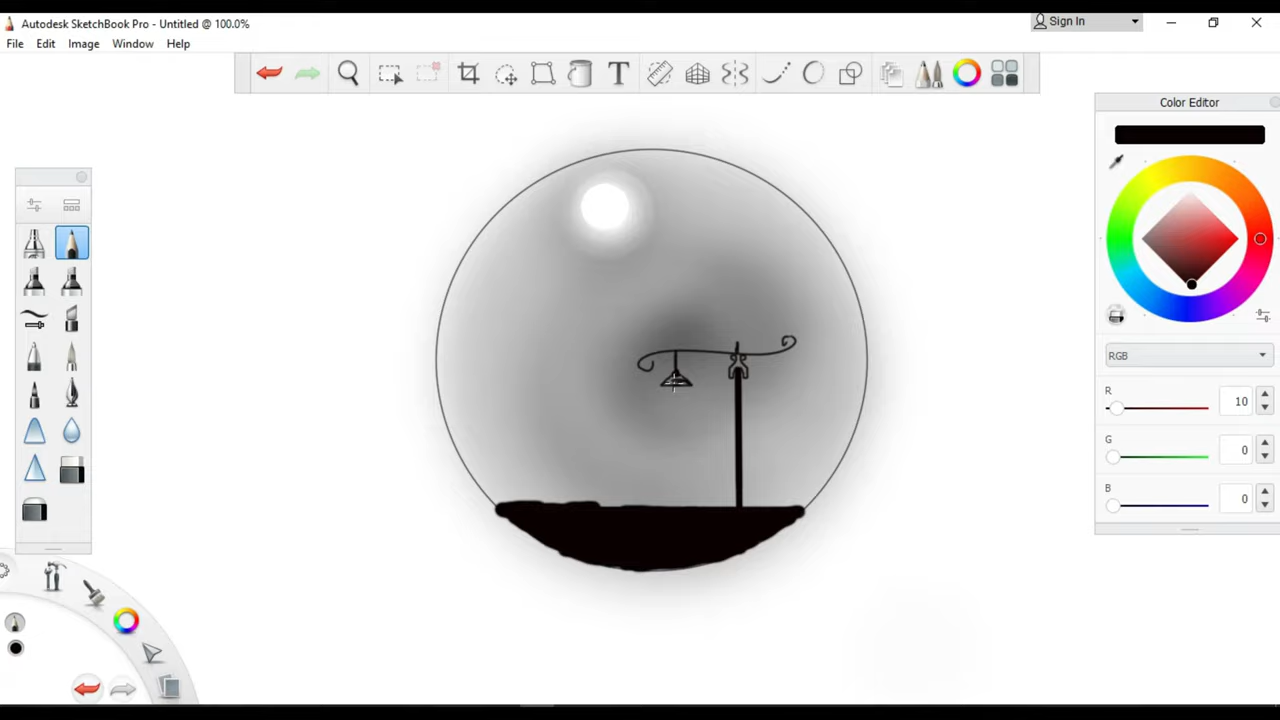 Autodesk SketchBook Pro - Untitled @ 100.0%
Sign In
File Edit Image Window Help
T
Color Editor
RGB
R
10
G
0
B
0